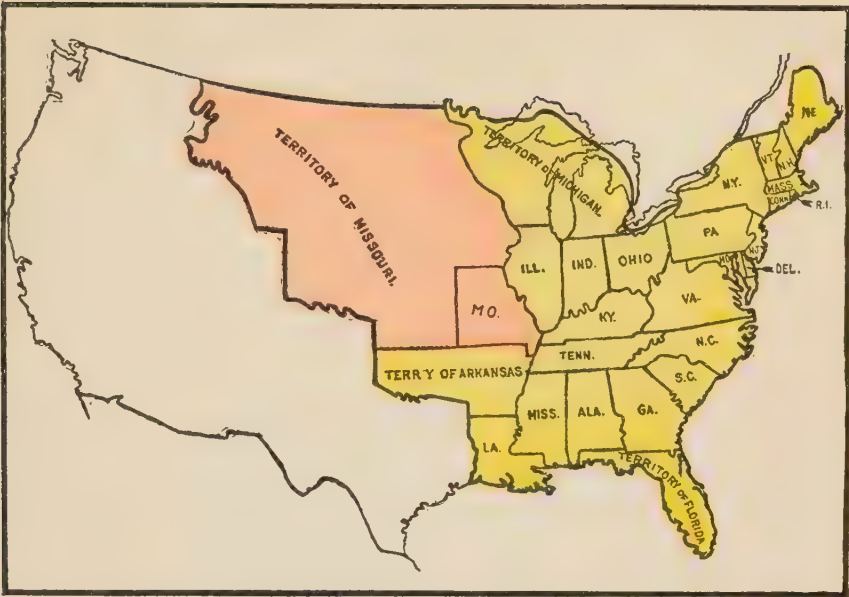 TERRITORY OF MISSOURI.
TERRITORY OF MICHIGAN.
ME
VT.
N.H.
N.Y.
MASS
CONN
R.I.
PA
N.J.
MD
DEL.
ILL.
IND.
OHIO
VA.
MO.
KY.
N.C.
TENN.
TERR'Y OF ARKANSAS
S.C.
MISS.
ALA.
GA.
LA.
TERRITORY OF FLORIDA